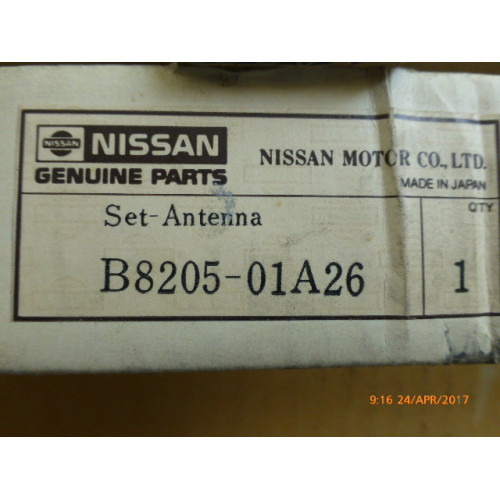 NISSAN NISSAN
GENUINE PARTS
NISSAN MOTOR CO., LTD.
MADE IN JAPAN
Set-Antenna
QTY
B8205-01A26
1
9:16 24/APR/2017